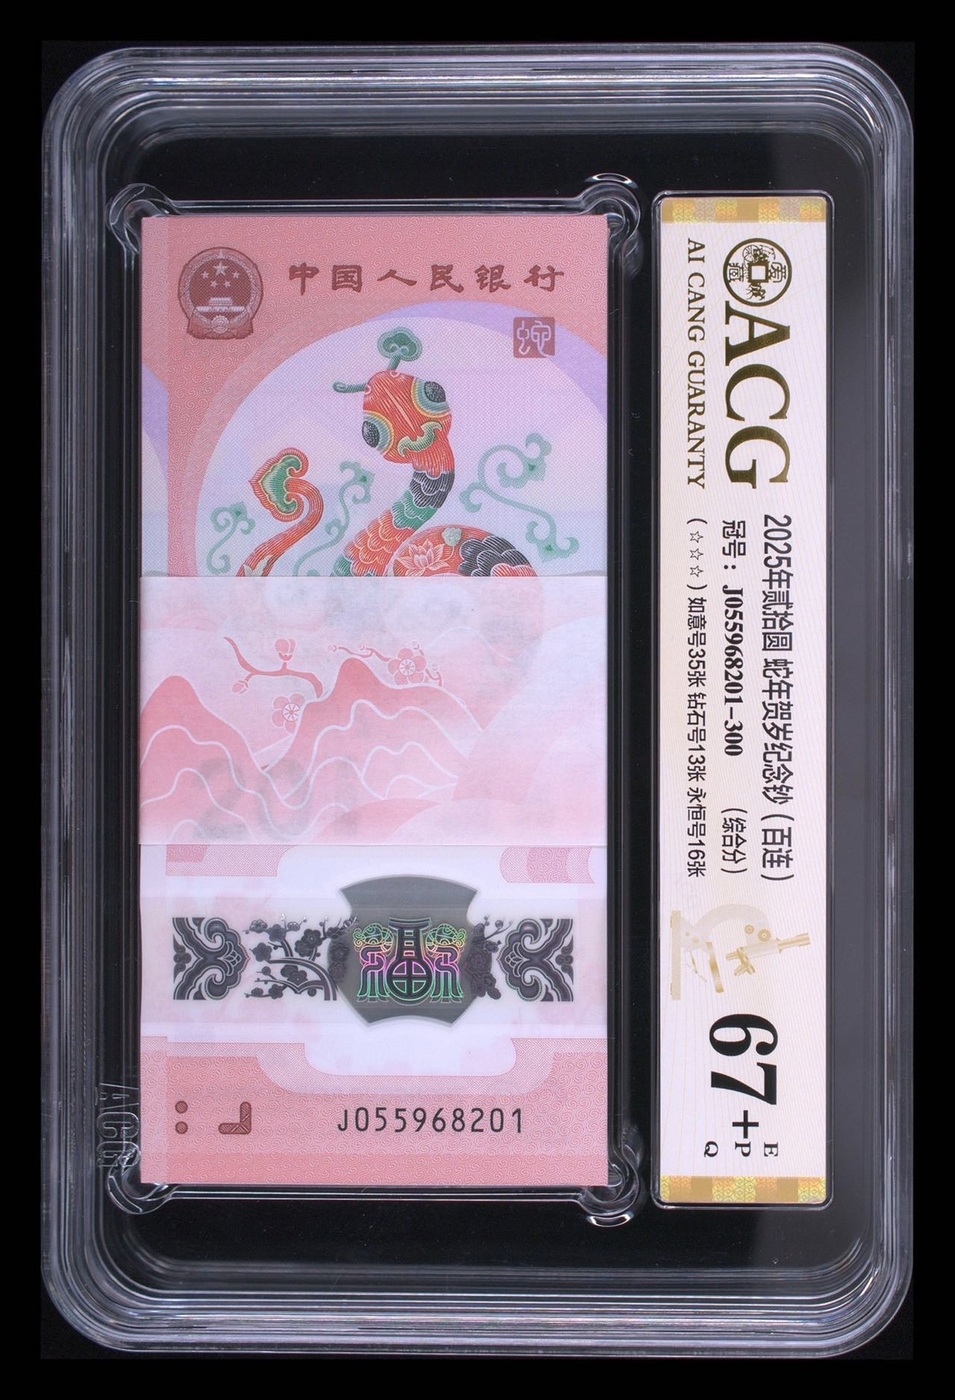 中国人民银行
蛇
J055968201
ACG
AI CANG GUARANTY
2025年贰拾圆 蛇年贺岁纪念钞（百连）
冠号：J055968201-300 （综合分）
（☆☆☆）如意号35张 钻石号13张 永恒号16张
67+
E
P
Q
ACG